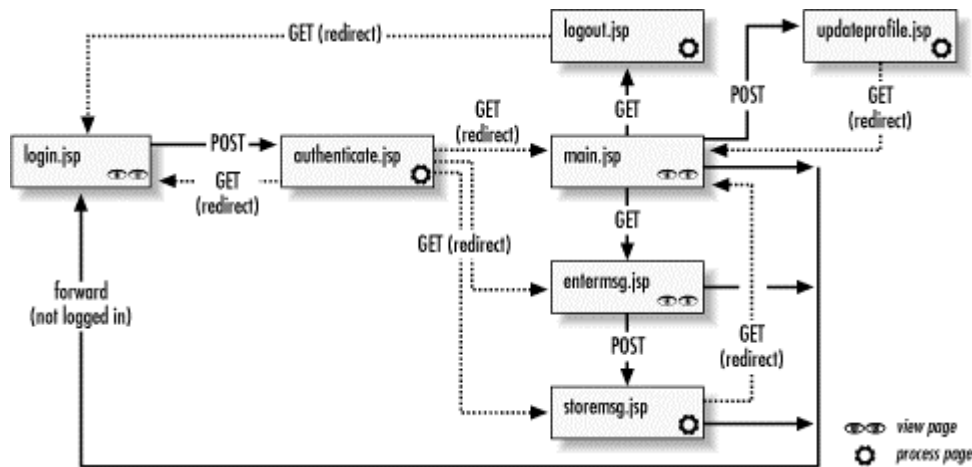 GET (redirect)
logout.jsp
updateprofile.jsp
POST
GET
(redirect)
GET
GET
(redirect)
login.jsp
POST
authenticate.jsp
main.jsp
GET
(redirect)
GET
GET (redirect)
entermsg.jsp
forward
(not logged in)
POST
GET
(redirect)
storemsg.jsp
view page
process page